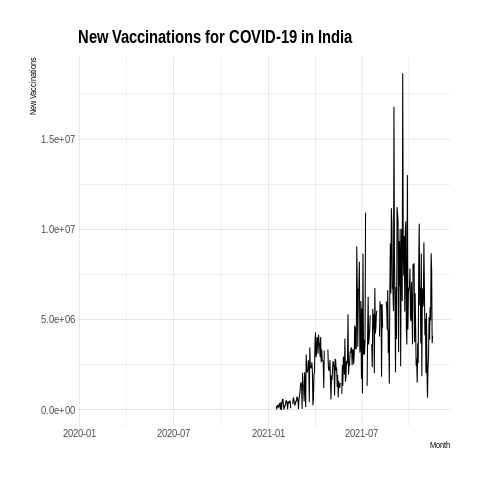 New Vaccinations for COVID-19 in India
New Vaccinations
1.5e+07
1.0e+07
5.0e+06
0.0e+00
2020-01 2020-07 2021-01 2021-07
Month